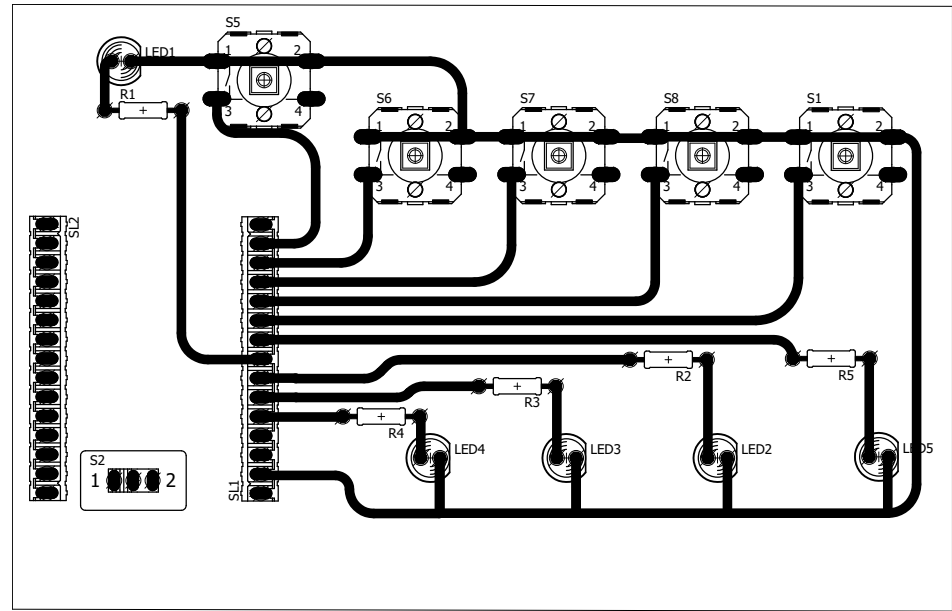 S5
LED1
1 2
R1
3 4
S6 S7 S8 S1
1 2 1 2 1 2 1 2
3 4 3 4 3 4 3 4
SL2
R5
R2
R3
R4
LED4 LED3 LED2 LED5
S2
1 2
SL1